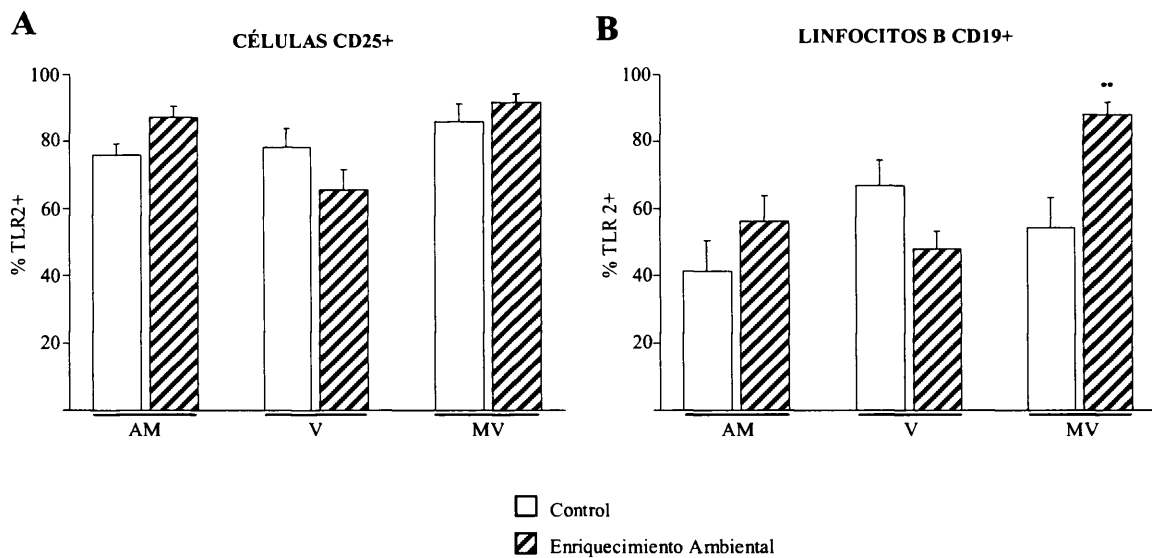 A
CÉLULAS CD25+
100
80
60
40
20
% TLR2+
AM V MV
B
LINFOCITOS B CD19+
100
80
60
40
20
% TLR 2+
••
AM V MV
Control
Enriquecimiento Ambiental